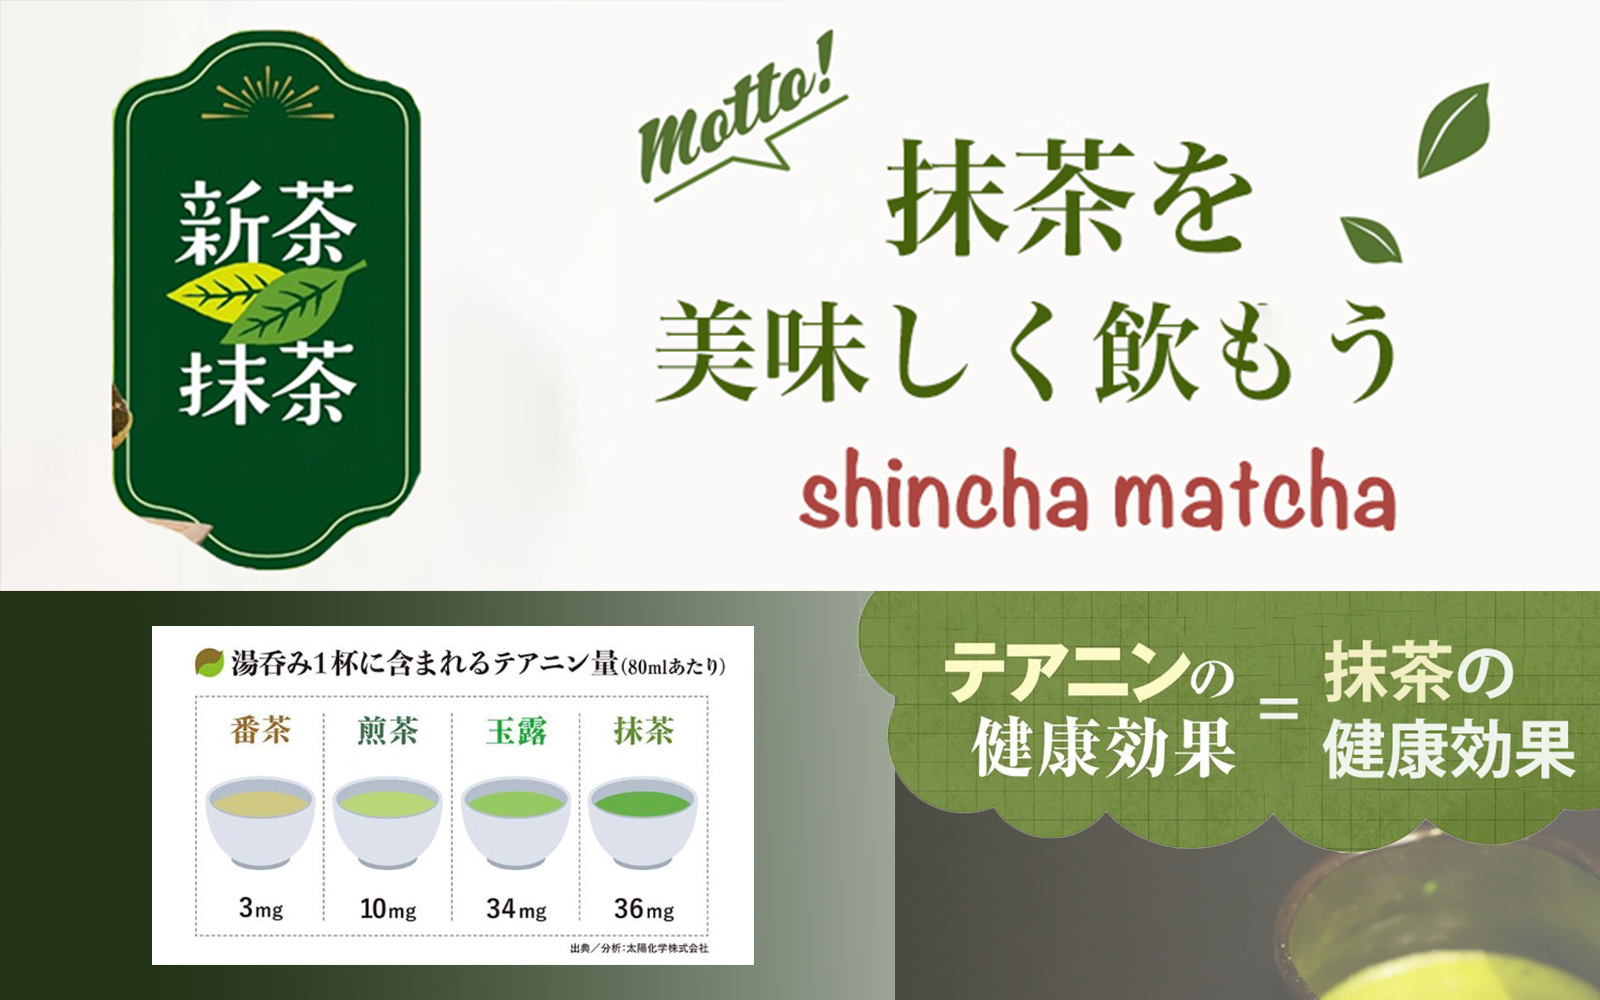 新茶
抹茶
Motto!
抹茶を
美味しく飲もう
shincha matcha
湯呑み1杯に含まれるテアニン量(80mlあたり)
番茶 煎茶 玉露 抹茶
3mg 10mg 34mg 36mg
出典／分析:太陽化学株式会社
テアニンの
健康効果
=
抹茶の
健康効果